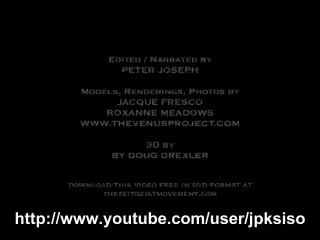 EDITED / NARRATED BY
PETER JOSEPH
MODELS, RENDERINGS, PHOTOS BY
JACQUE FRESCO
ROXANNE MEADOWS
WWW.THEVENUSPROJECT.COM
3D BY
BY DOUG DREXLER
DOWNLOAD THIS VIDEO FREE IN DVD FORMAT AT
THEZEITGEISTMOVEMENT.COM
http://www.youtube.com/user/jpksiso